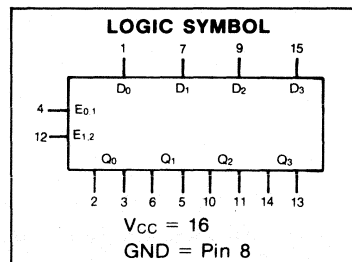 LOGIC SYMBOL
1 7 9 15
D0 D1 D2 D3
4 E0,1
12 E1,2
Q0 Q1 Q2 Q3
2 3 6 5 10 11 14 13
VCC = 16
GND = Pin 8